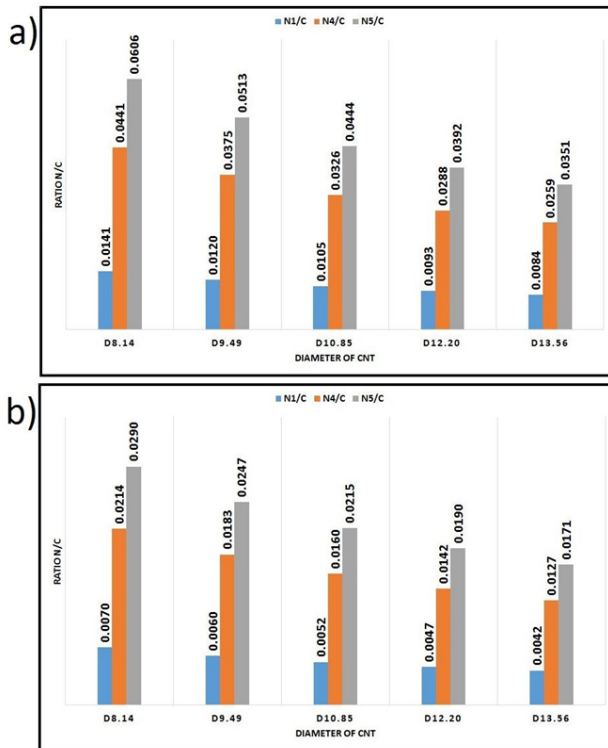 a)
N1/C N4/C N5/C
RATIO N/C
0.0141 0.0441 0.0606
0.0120 0.0375 0.0513
0.0105 0.0326 0.0444
0.0093 0.0288 0.0392
0.0084 0.0259 0.0351
D8.14 D9.49 D10.85 D12.20 D13.56
DIAMETER OF CNT
b)
N1/C N4/C N5/C
RATIO N/C
0.0070 0.0214 0.0290
0.0060 0.0183 0.0247
0.0052 0.0160 0.0215
0.0047 0.0142 0.0190
0.0042 0.0127 0.0171
D8.14 D9.49 D10.85 D12.20 D13.56
DIAMETER OF CNT